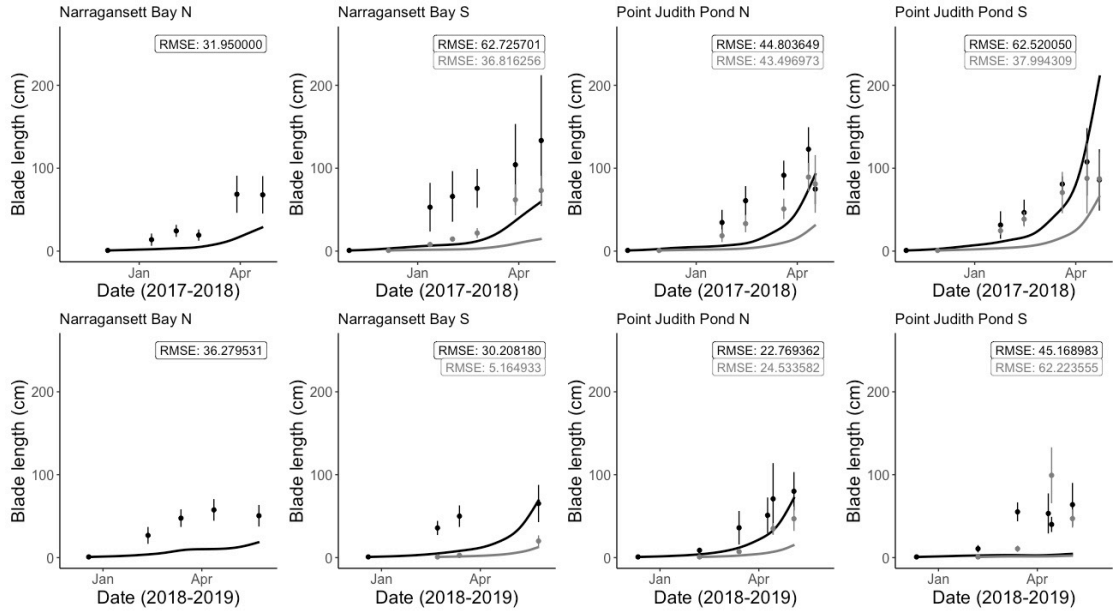 Narragansett Bay N
RMSE: 31.950000
Blade length (cm)
200
100
0
Jan
Apr
Date (2017-2018)
Narragansett Bay S
RMSE: 62.725701
RMSE: 36.816256
Blade length (cm)
200
100
0
Jan
Apr
Date (2017-2018)
Point Judith Pond N
RMSE: 44.803649
RMSE: 43.496973
Blade length (cm)
200
100
0
Jan
Apr
Date (2017-2018)
Point Judith Pond S
RMSE: 62.520050
RMSE: 37.994309
Blade length (cm)
200
100
0
Jan
Apr
Date (2017-2018)
Narragansett Bay N
RMSE: 36.279531
Blade length (cm)
200
100
0
Jan
Apr
Date (2018-2019)
Narragansett Bay S
RMSE: 30.208180
RMSE: 5.164933
Blade length (cm)
200
100
0
Jan
Apr
Date (2018-2019)
Point Judith Pond N
RMSE: 22.769362
RMSE: 24.533582
Blade length (cm)
200
100
0
Jan
Apr
Date (2018-2019)
Point Judith Pond S
RMSE: 45.168983
RMSE: 62.223555
Blade length (cm)
200
100
0
Jan
Apr
Date (2018-2019)